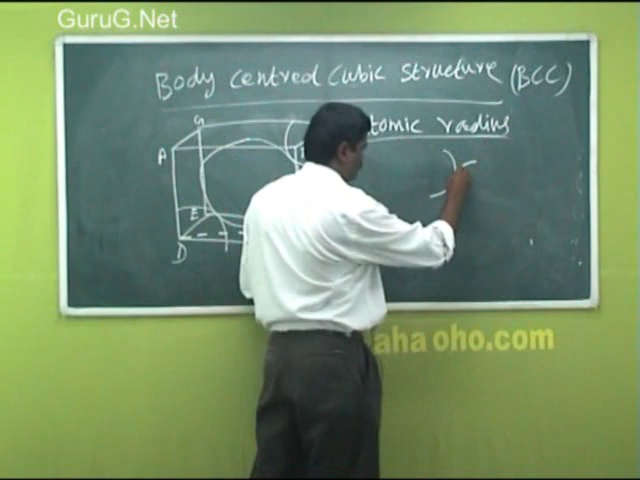 GuruG.Net
Body Centred Cubic Structure (BCC)
tomic radius
G
A
E
D
aha oho.com